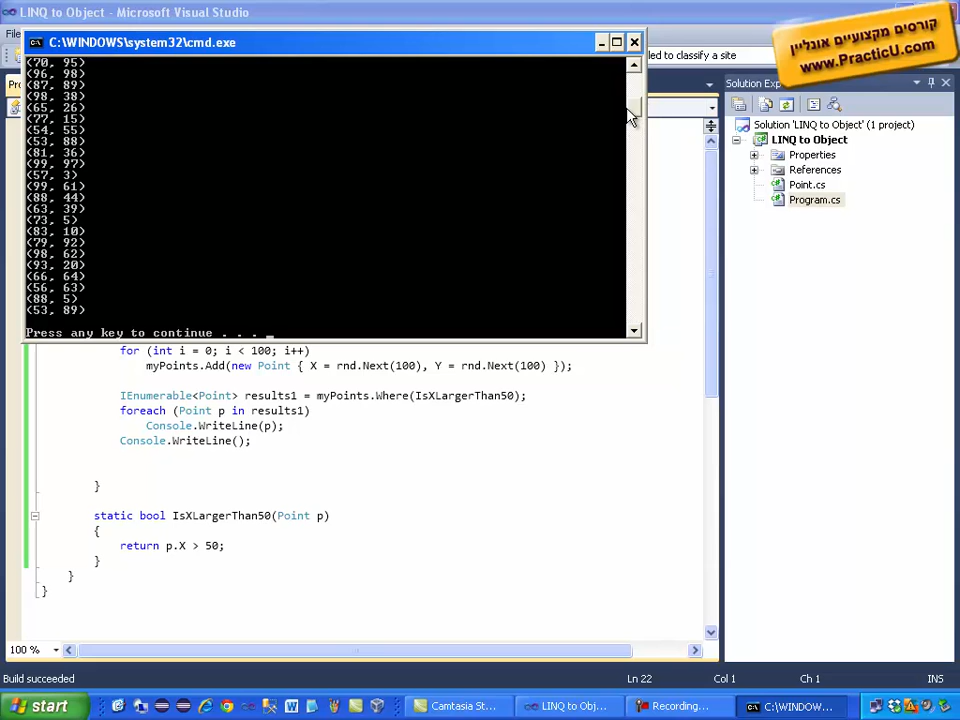 LINQ to Object - Microsoft Visual Studio
קורסים מקצועיים אונליין
www.PracticU.com
C:\WINDOWS\system32\cmd.exe
led to classify a site
(70, 95)
(96, 98)
(87, 89)
(98, 38)
(65, 26)
(77, 15)
(54, 55)
(53, 88)
(81, 36)
(99, 97)
(57, 3)
(99, 61)
(88, 44)
(63, 39)
(73, 5)
(83, 10)
(79, 92)
(98, 62)
(93, 20)
(66, 64)
(56, 63)
(88, 5)
(53, 89)
Press any key to continue . . . _
for (int i = 0; i < 100; i++)
myPoints.Add(new Point { X = rnd.Next(100), Y = rnd.Next(100) });
IEnumerable<Point> results1 = myPoints.Where(IsXLargerThan50);
foreach (Point p in results1)
Console.WriteLine(p);
Console.WriteLine();
}
static bool IsXLargerThan50(Point p)
{
return p.X > 50;
}
}
}
Solution Exp
Solution 'LINQ to Object' (1 project)
LINQ to Object
Properties
References
Point.cs
Program.cs
100 %
Build succeeded
Ln 22
Col 1
Ch 1
INS
start
Camtasia St...
LINQ to Obj...
Recording...
C:\WINDOW...